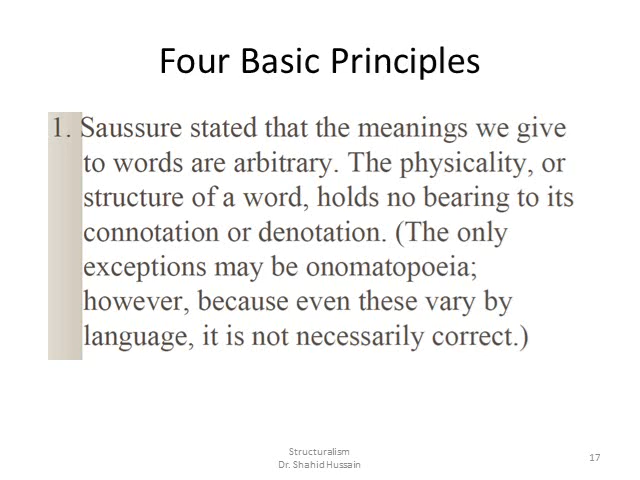 Four Basic Principles
1. Saussure stated that the meanings we give
to words are arbitrary. The physicality, or
structure of a word, holds no bearing to its
connotation or denotation. (The only
exceptions may be onomatopoeia;
however, because even these vary by
language, it is not necessarily correct.)
Structuralism
Dr. Shahid Hussain
17